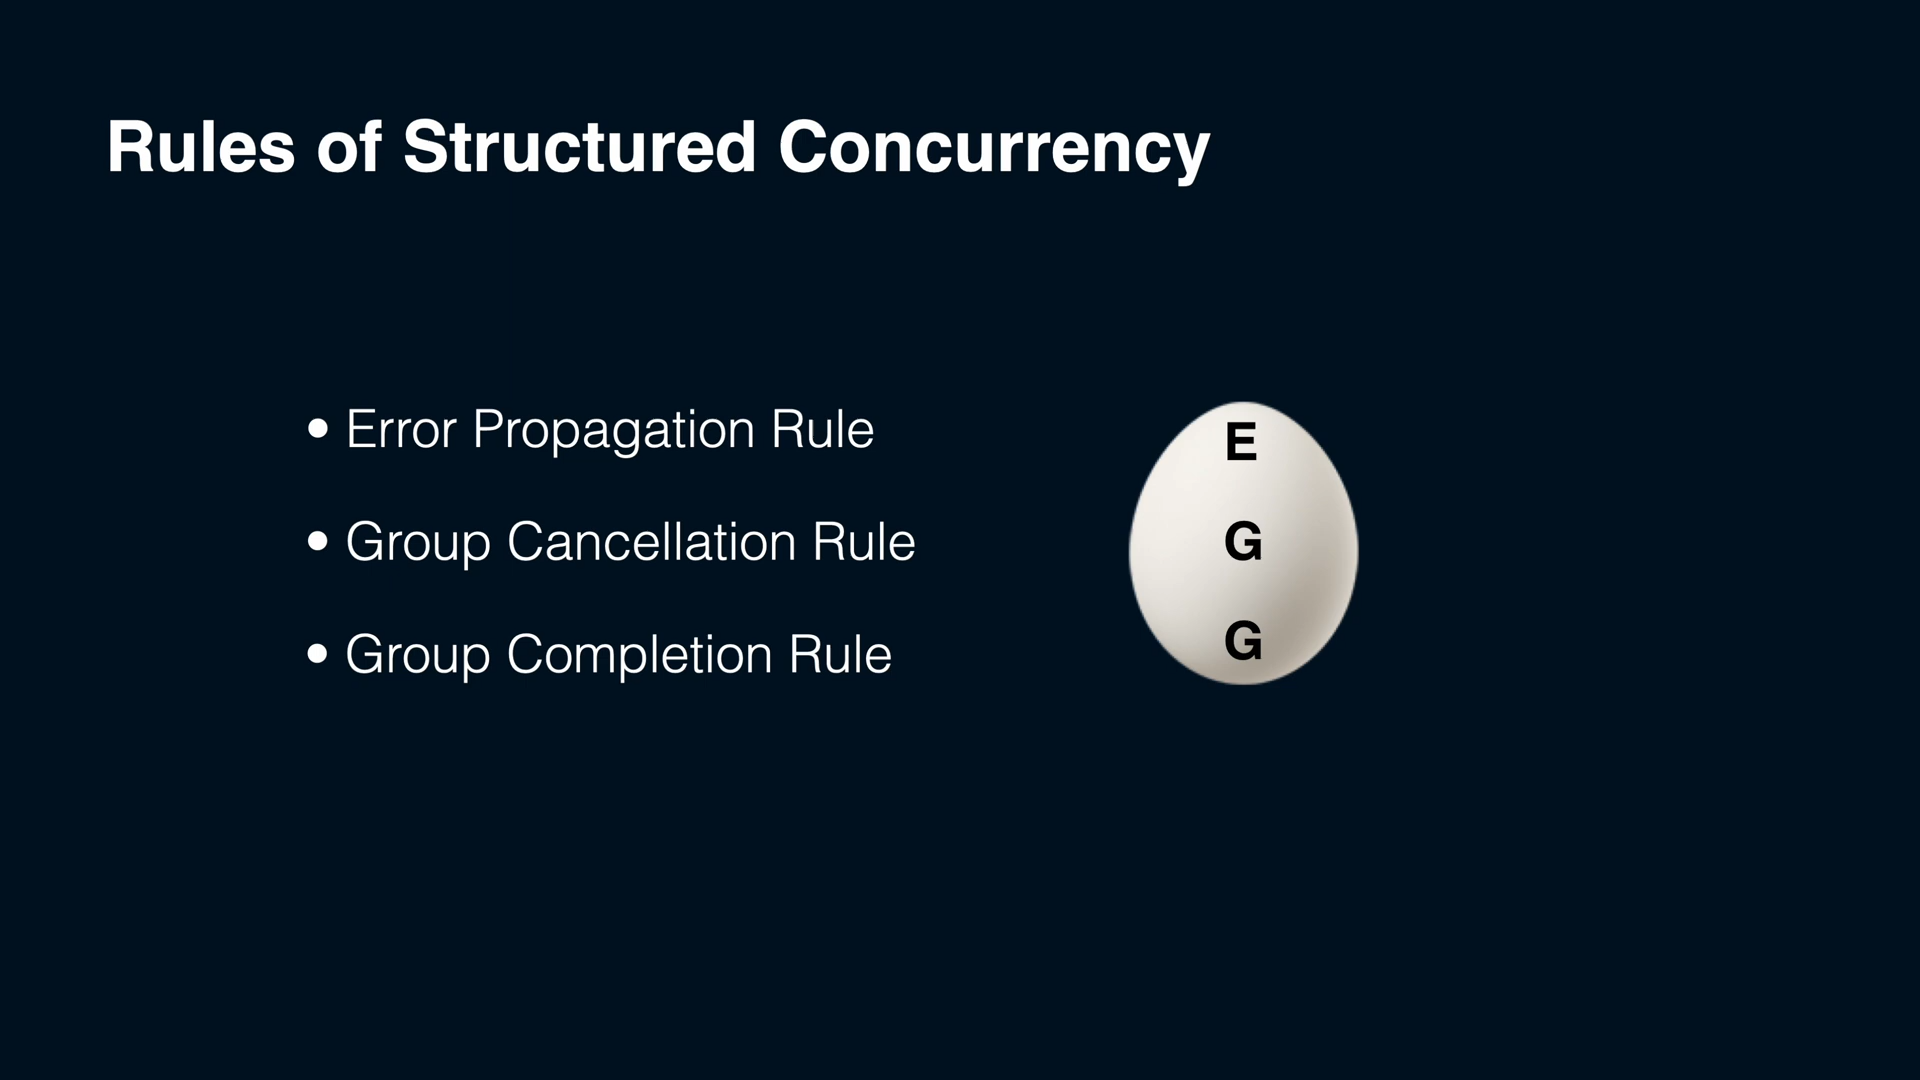 Rules of Structured Concurrency
• Error Propagation Rule
• Group Cancellation Rule
• Group Completion Rule
E
G
G